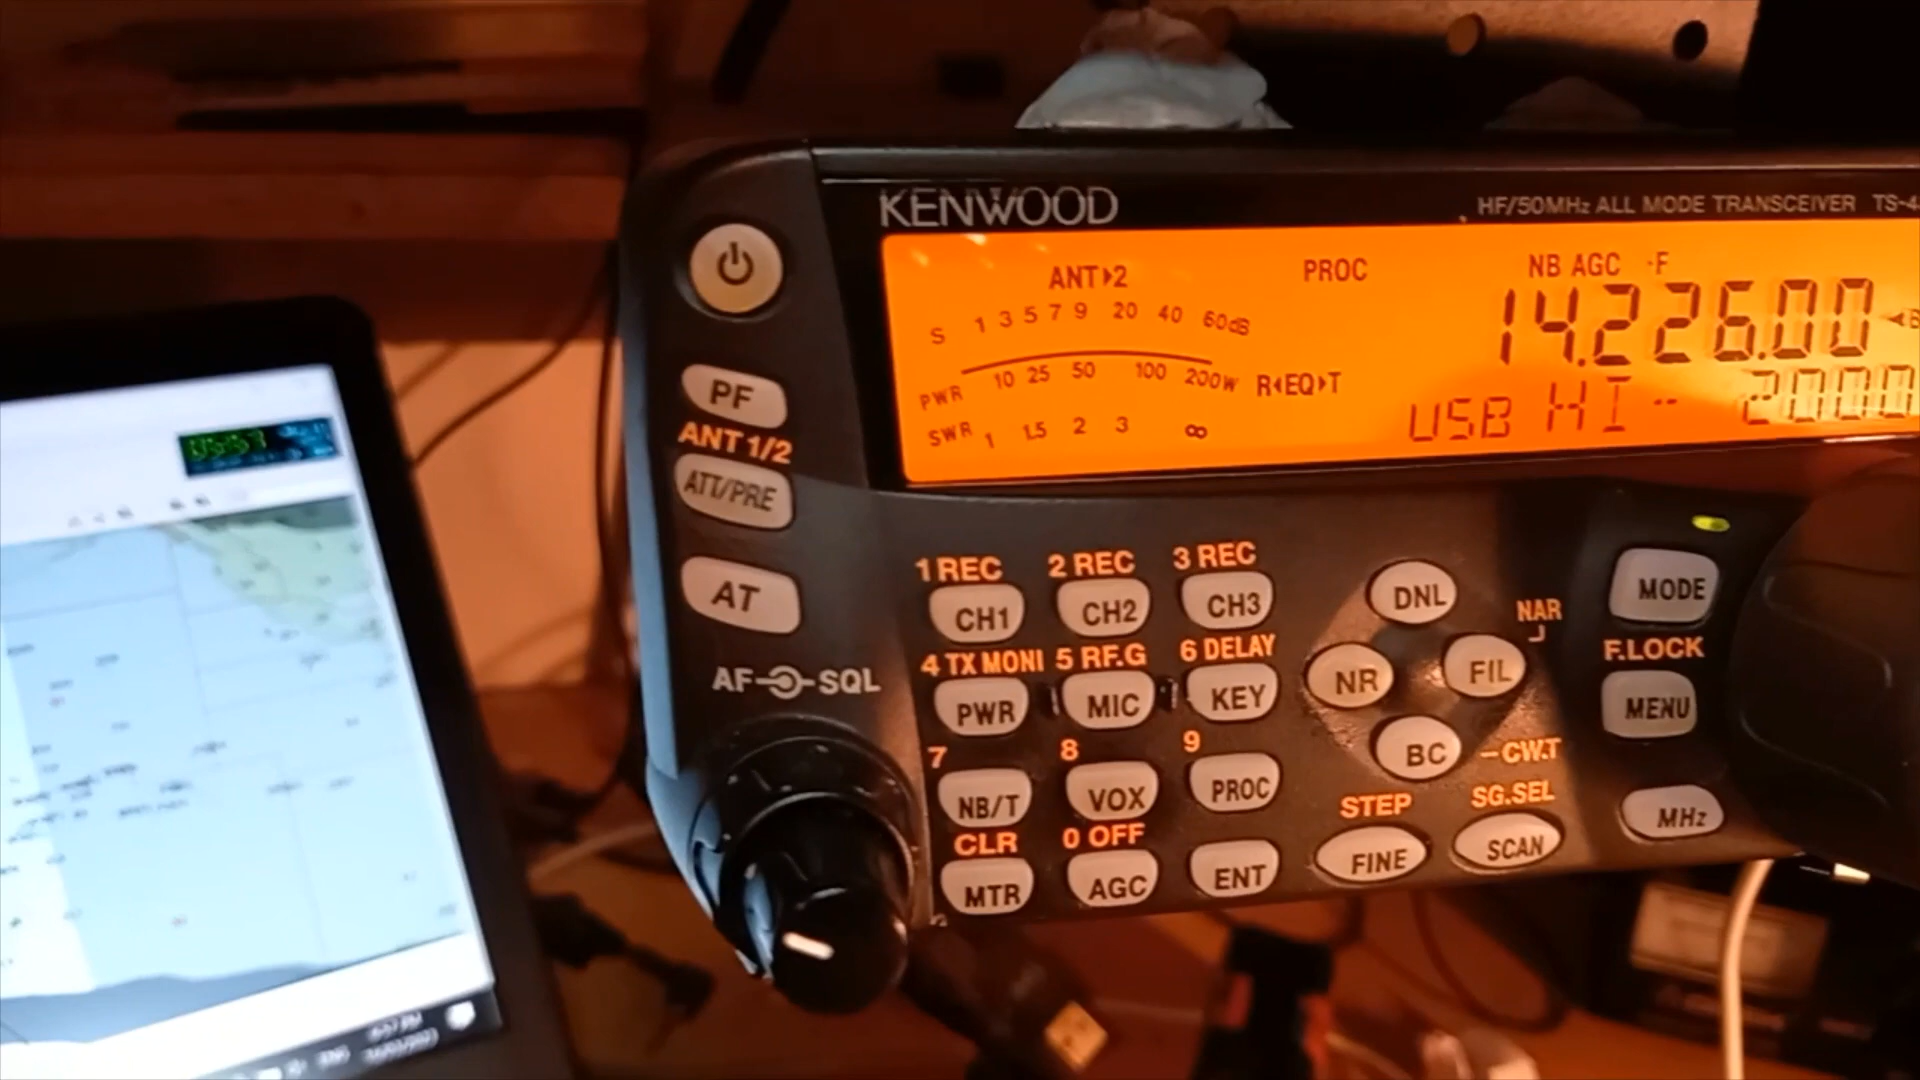 KENWOOD
HF/50MHz ALL MODE TRANSCEIVER TS-4
ANT▸2 PROC NB AGC -F
14.226.00
S 1 3 5 7 9 20 40 60dB
PWR 10 25 50 100 200W R◂EQ▸T
USB HI -- 2000
SWR 1 1.5 2 3 ∞
PF
ANT 1/2
ATT/PRE
AT
AF SQL
1 REC 2 REC 3 REC
CH1 CH2 CH3
4 TX MONI 5 RF.G 6 DELAY
PWR MIC KEY
7 8 9
NB/T VOX PROC
CLR 0 OFF
MTR AGC ENT
DNL
NAR
NR FIL
BC
CW.T
STEP SG.SEL
FINE SCAN
MODE
F.LOCK
MENU
MHz